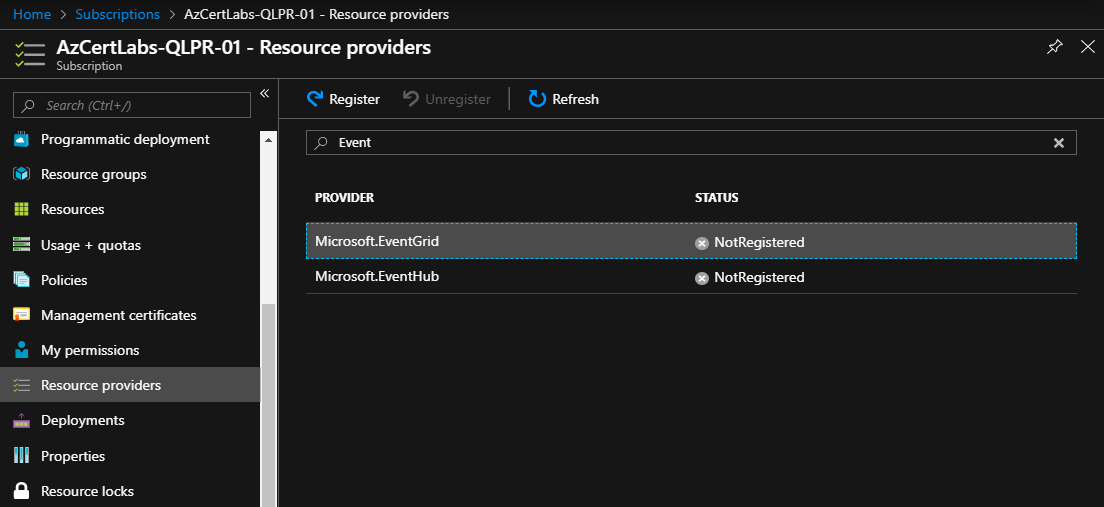 Home > Subscriptions > AzCertLabs-QLPR-01 - Resource providers
AzCertLabs-QLPR-01 - Resource providers
Subscription
Search (Ctrl+/)
Programmatic deployment
Resource groups
Resources
Usage + quotas
Policies
Management certificates
My permissions
Resource providers
Deployments
Properties
Resource locks
Register Unregister Refresh
Event
PROVIDER STATUS
Microsoft.EventGrid NotRegistered
Microsoft.EventHub NotRegistered